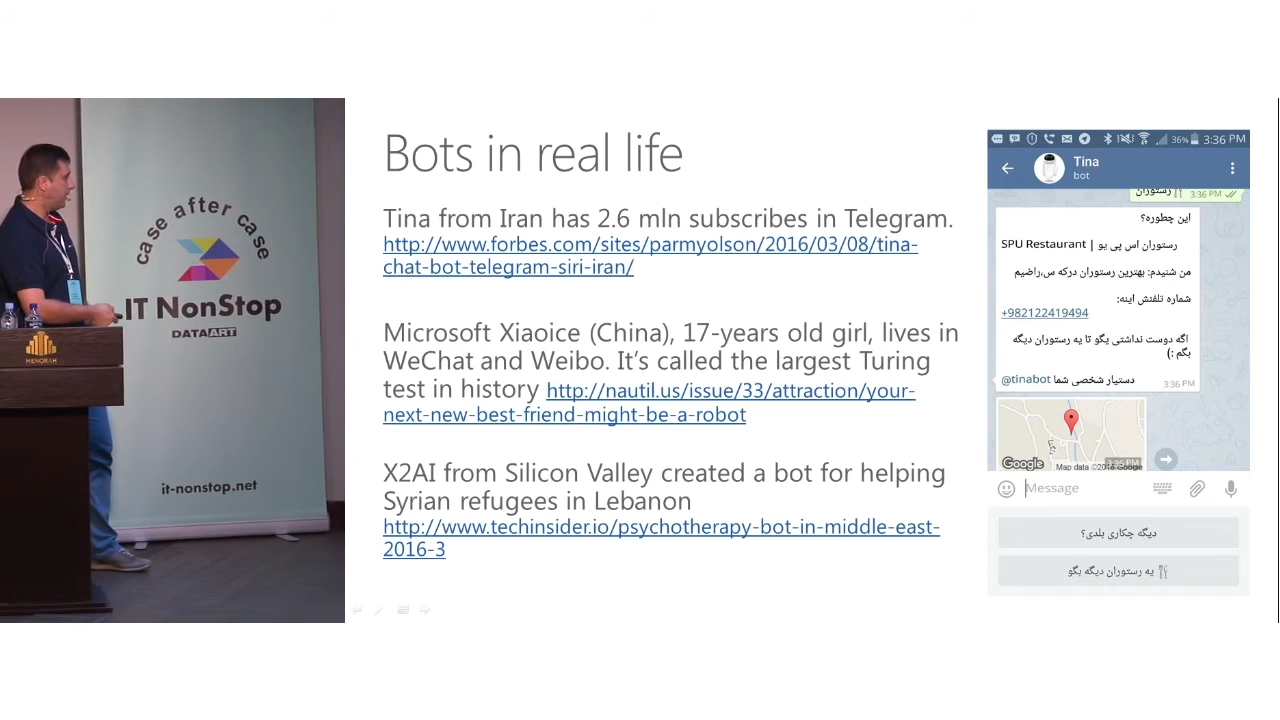 case after case
IT NonStop
DATAART
MENORAH
it-nonstop.net
Bots in real life
Tina from Iran has 2.6 mln subscribes in Telegram.
http://www.forbes.com/sites/parmyolson/2016/03/08/tina-
chat-bot-telegram-siri-iran/
Microsoft Xiaoice (China), 17-years old girl, lives in
WeChat and Weibo. It's called the largest Turing
test in history http://nautil.us/issue/33/attraction/your-
next-new-best-friend-might-be-a-robot
X2AI from Silicon Valley created a bot for helping
Syrian refugees in Lebanon
http://www.techinsider.io/psychotherapy-bot-in-middle-east-
2016-3
36% 3:36 PM
Tina
bot
رستوران 3:36 PM
این چطوره؟
رستوران اس پی یو | SPU Restaurant
من شنیدم: بهترین رستوران درکه س,راضیم
شماره تلفنش اینه:
+982122419494
اگه دوست نداشتی بگو تا یه رستوران دیگه
بگم :)
دستیار شخصی شما @tinabot
3:36 PM
Google Map data ©2016 Google
3:36 PM
Message
دیگه چکاری بلدی؟
یه رستوران دیگه بگو